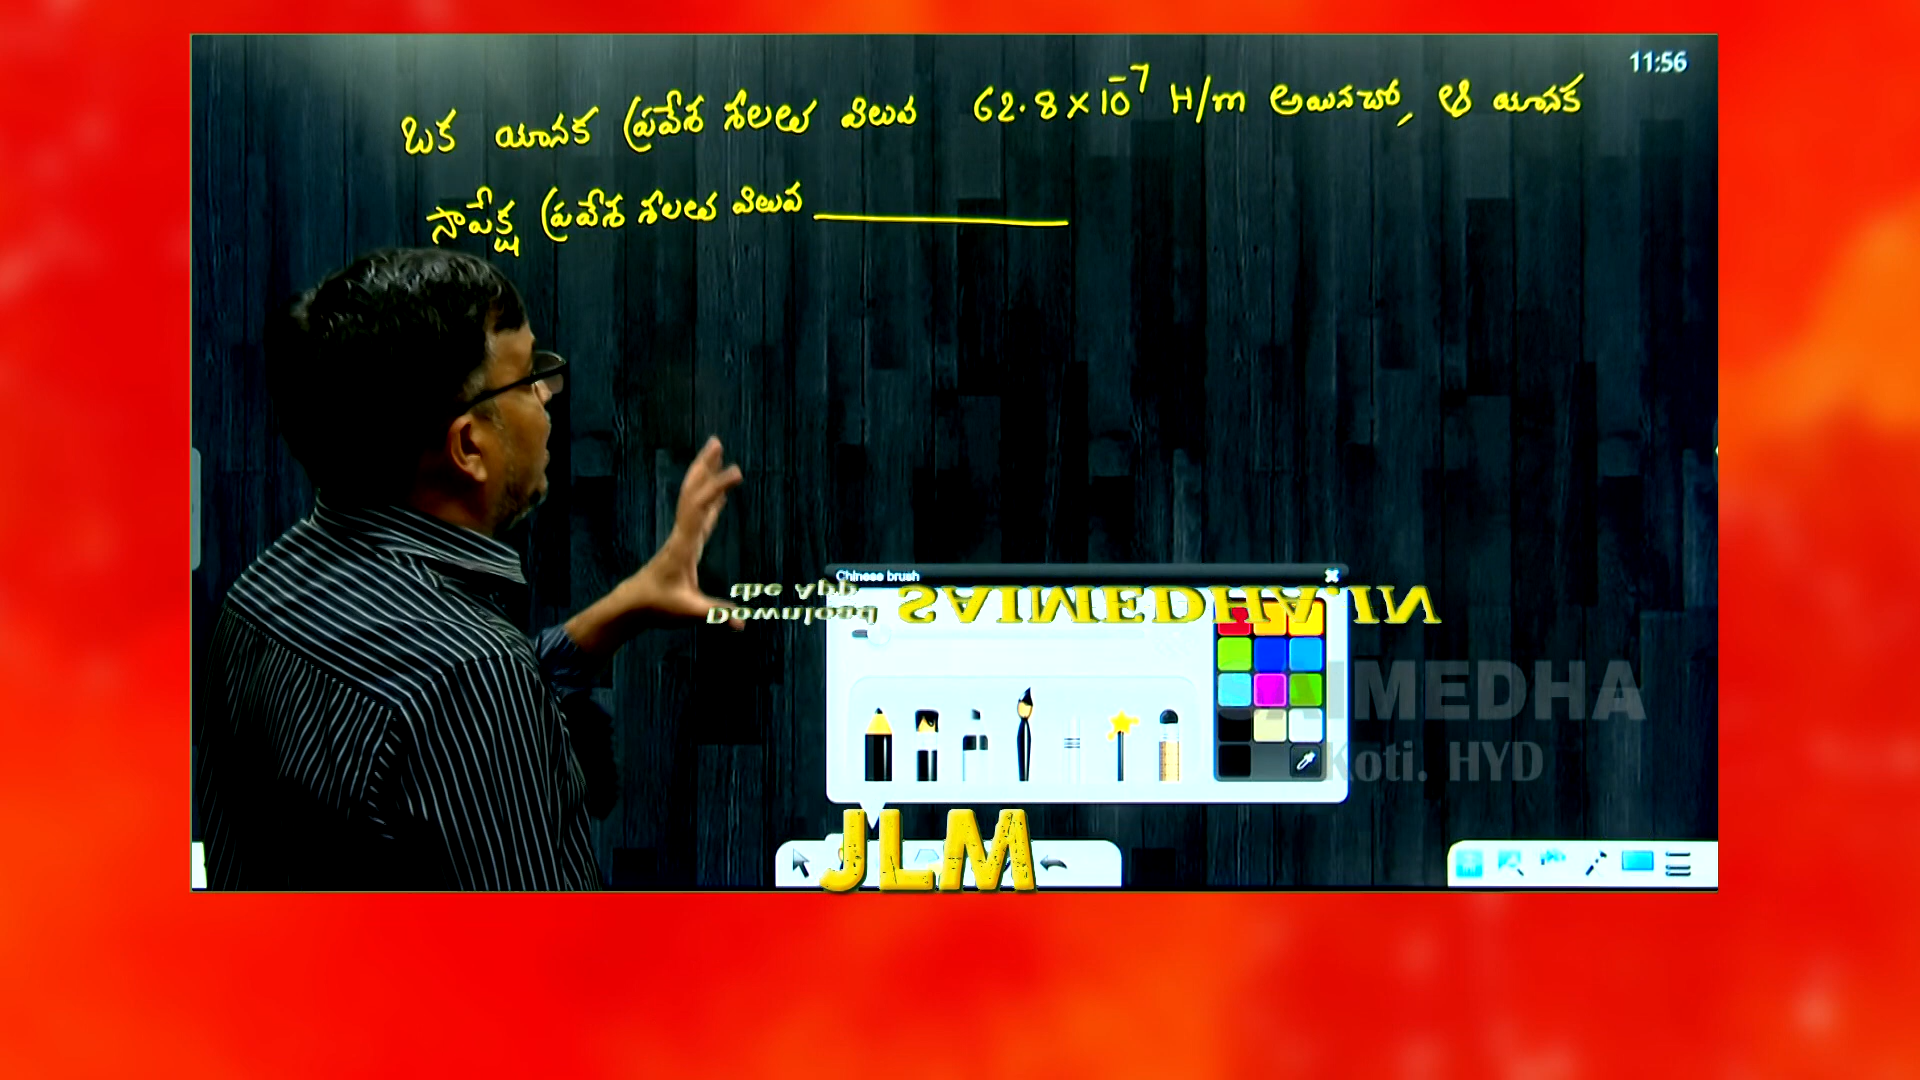 11:56
ఒక యానక ప్రవేశ శీలత విలువ 62.8 × 10⁻⁷ H/m అయినచో, ఆ యానక
సాపేక్ష ప్రవేశ శీలత విలువ ________
Chinese brush
Download the App
SAIMEDHA.IN
SAIMEDHA
Koti. HYD
JLM